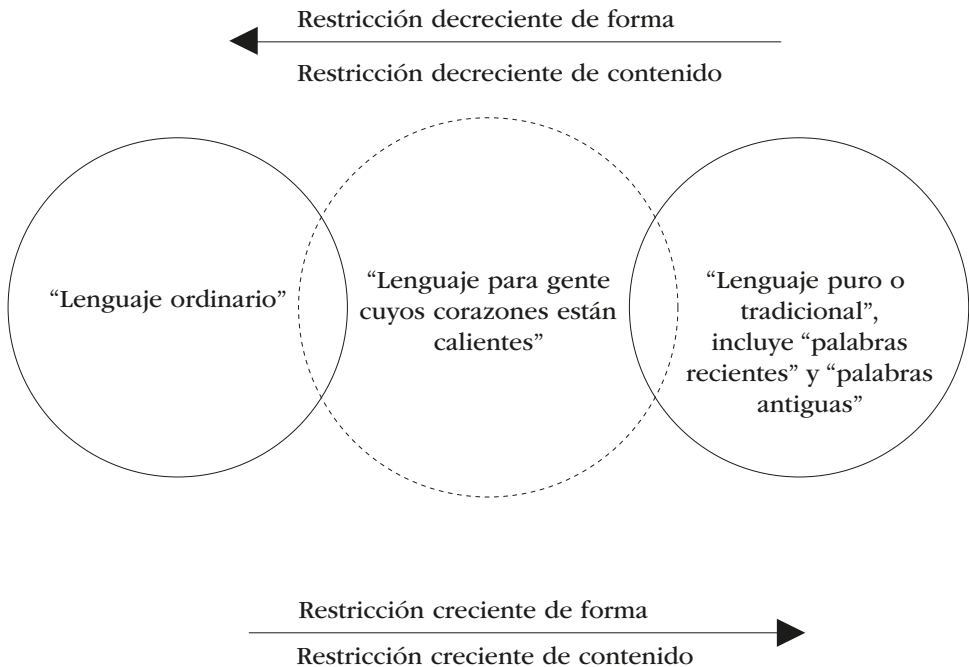 Restricción decreciente de forma
Restricción decreciente de contenido
“Lenguaje ordinario”
“Lenguaje para gente
cuyos corazones están
calientes”
“Lenguaje puro o
tradicional”,
incluye “palabras
recientes” y “palabras
antiguas”
Restricción creciente de forma
Restricción creciente de contenido